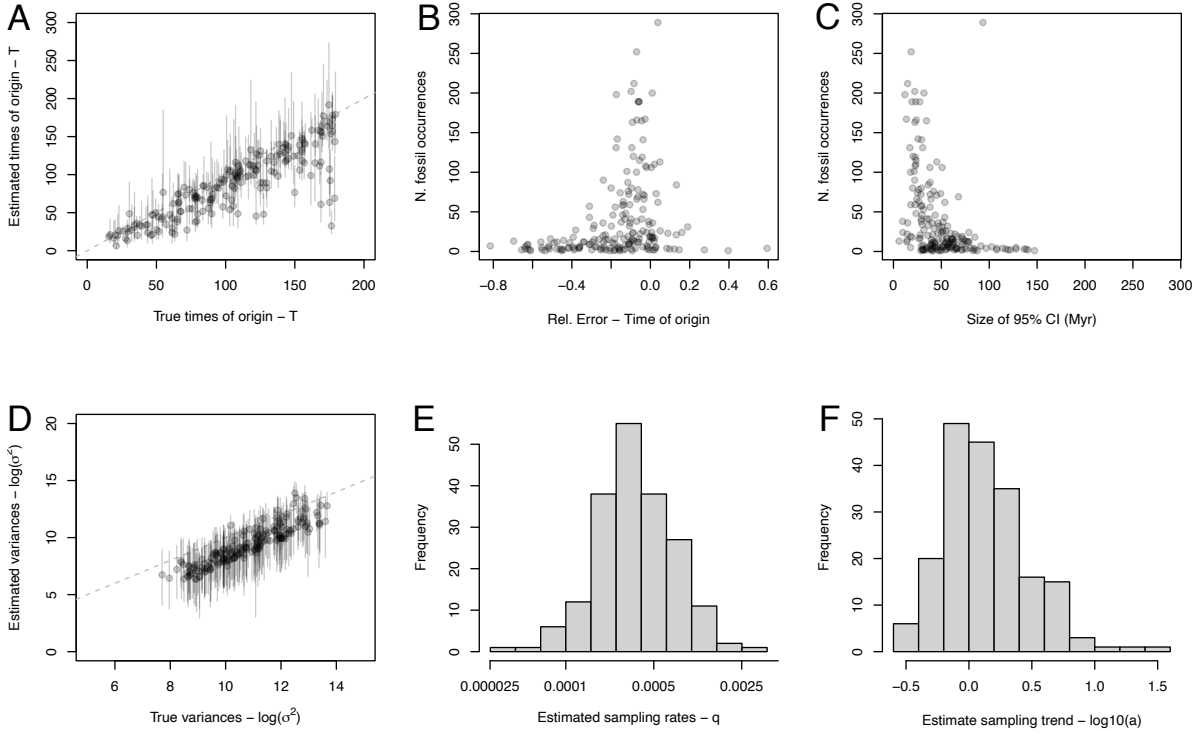 A
Estimated times of origin – T
0 50 100 150 200 250 300
0 50 100 150 200
True times of origin – T
B
N. fossil occurrences
0 50 100 150 200 250 300
−0.8 −0.4 0.0 0.2 0.4 0.6
Rel. Error – Time of origin
C
N. fossil occurrences
0 50 100 150 200 250 300
0 50 100 150 200 250 300
Size of 95% CI (Myr)
D
Estimated variances – log(σ²)
0 5 10 15 20
6 8 10 12 14
True variances – log(σ²)
E
Frequency
0 10 20 30 40 50
0.000025 0.0001 0.0005 0.0025
Estimated sampling rates – q
F
Frequency
0 10 20 30 40 50
−0.5 0.0 0.5 1.0 1.5
Estimate sampling trend – log10(a)